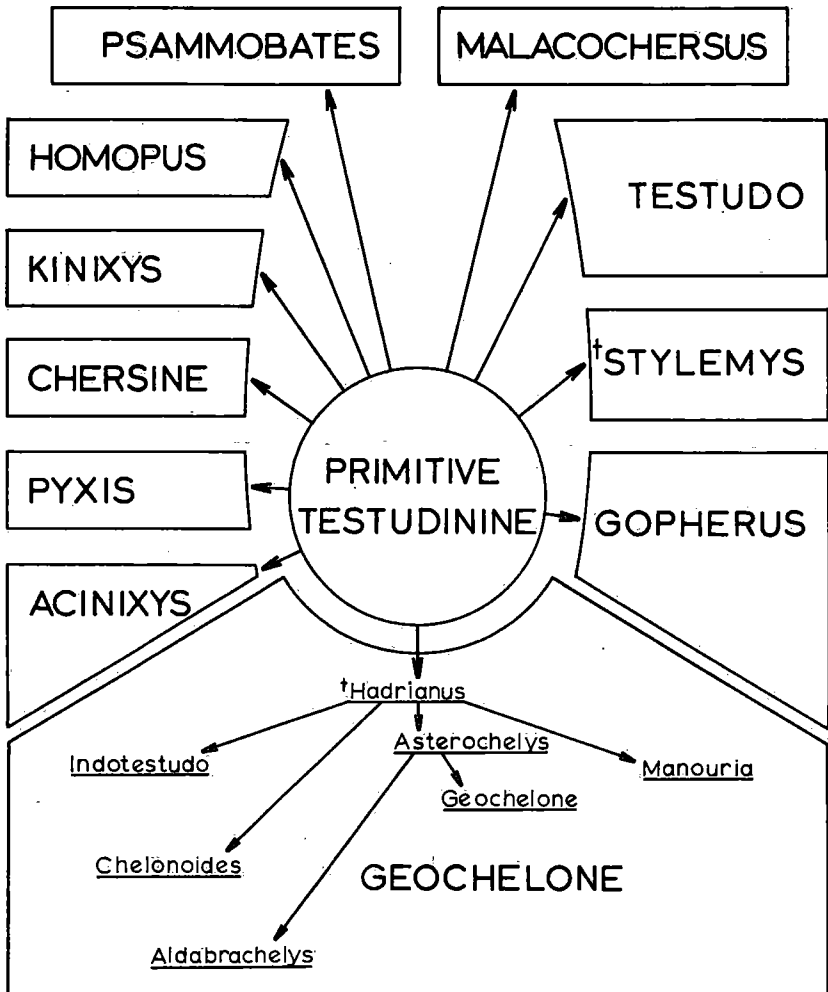 PSAMMOBATES
MALACOCHERSUS
HOMOPUS
TESTUDO
KINIXYS
†STYLEMYS
CHERSINE
PRIMITIVE
TESTUDININE
PYXIS
GOPHERUS
ACINIXYS
†Hadrianus
Indotestudo
Asterochelys
Manouria
Geochelone
Chelonoides
GEOCHELONE
Aldabrachelys